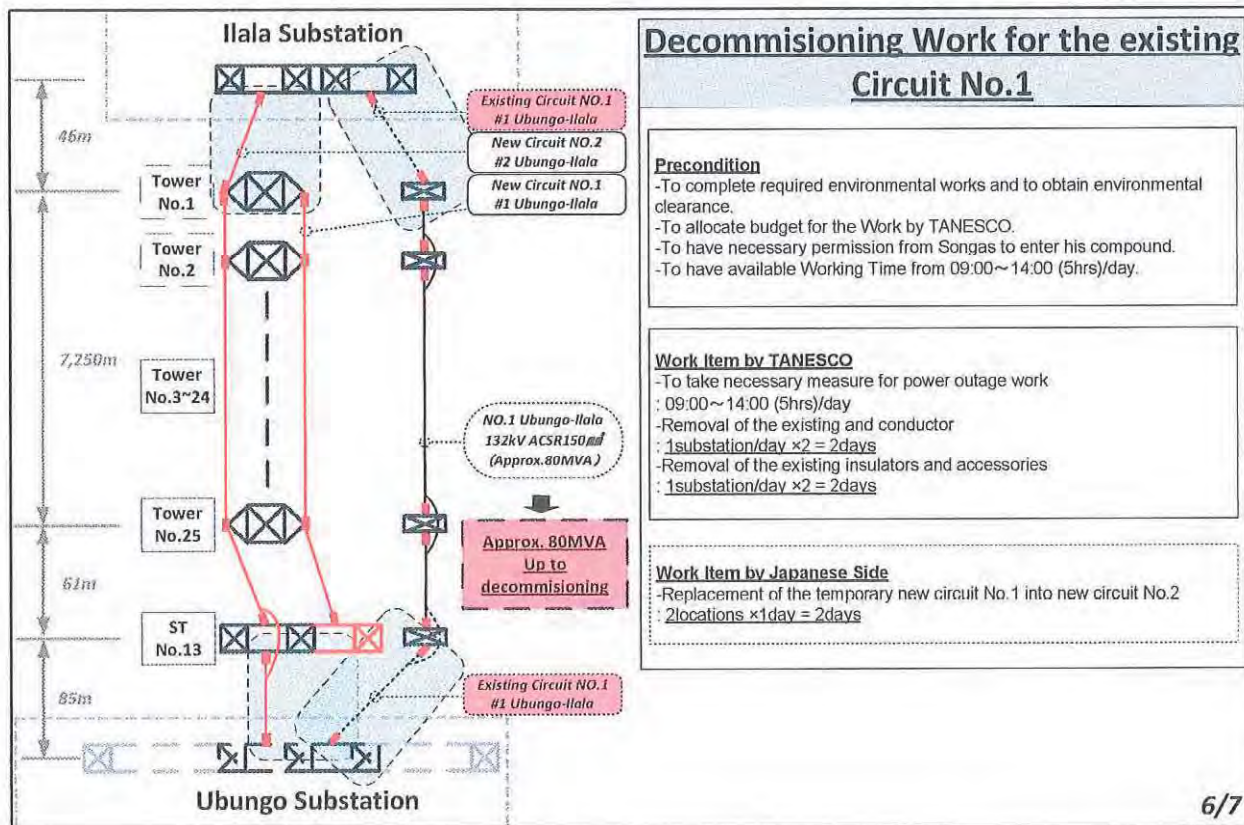 Ilala Substation
46m
Tower
No.1
Tower
No.2
7,250m
Tower
No.3~24
Tower
No.25
61m
ST
No.13
85m
Ubungo Substation
Existing Circuit NO.1
#1 Ubungo-Ilala
New Circuit NO.2
#2 Ubungo-Ilala
New Circuit NO.1
#1 Ubungo-Ilala
NO.1 Ubungo-Ilala
132kV ACSR150㎟
(Approx.80MVA)
Approx. 80MVA
Up to
decommisioning
Existing Circuit NO.1
#1 Ubungo-Ilala
Decommisioning Work for the existing
Circuit No.1
Precondition
-To complete required environmental works and to obtain environmental
clearance.
-To allocate budget for the Work by TANESCO.
-To have necessary permission from Songas to enter his compound.
-To have available Working Time from 09:00～14:00 (5hrs)/day.
Work Item by TANESCO
-To take necessary measure for power outage work
: 09:00～14:00 (5hrs)/day
-Removal of the existing and conductor
: 1substation/day ×2 = 2days
-Removal of the existing insulators and accessories
: 1substation/day ×2 = 2days
Work Item by Japanese Side
-Replacement of the temporary new circuit No.1 into new circuit No.2
: 2locations ×1day = 2days
6/7